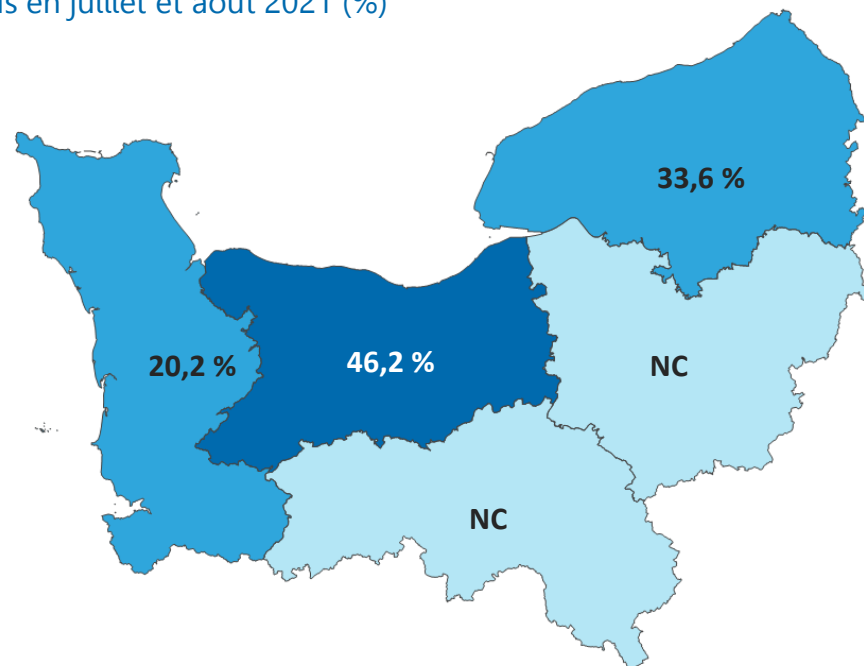 en juillet et août 2021 (%)
33,6 %
20,2 %
46,2 %
NC
NC